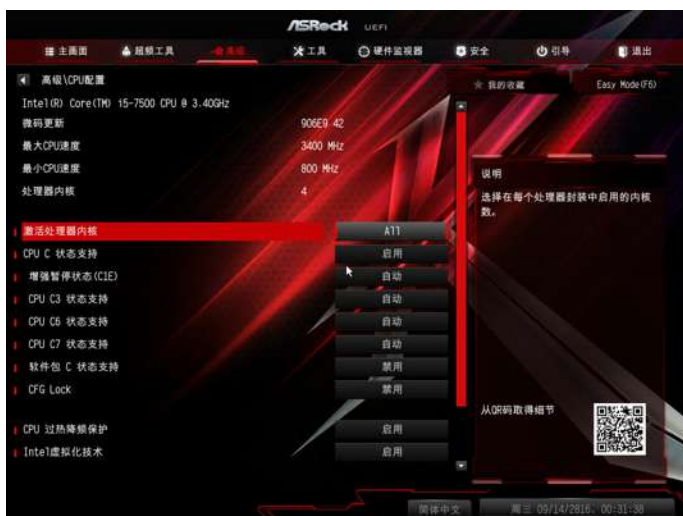 ASRock UEFI
主画面 超频工具 高级 工具 硬件监视器 安全 引导 退出
高级\CPU配置
我的收藏 Easy Mode(F6)
Intel(R) Core(TM) i5-7500 CPU @ 3.40GHz
微码更新 906E9 42
最大CPU速度 3400 MHz
最小CPU速度 800 MHz
处理器内核 4
激活处理器内核 All
CPU C 状态支持 启用
增强暂停状态(C1E) 自动
CPU C3 状态支持 自动
CPU C6 状态支持 自动
CPU C7 状态支持 自动
软件包 C 状态支持 禁用
CFG Lock 禁用
CPU 过热降频保护 启用
Intel虚拟化技术 启用
说明
选择在每个处理器封装中启用的内核
数。
从QR码取得细节
简体中文 周三 09/14/2816, 00:31:38